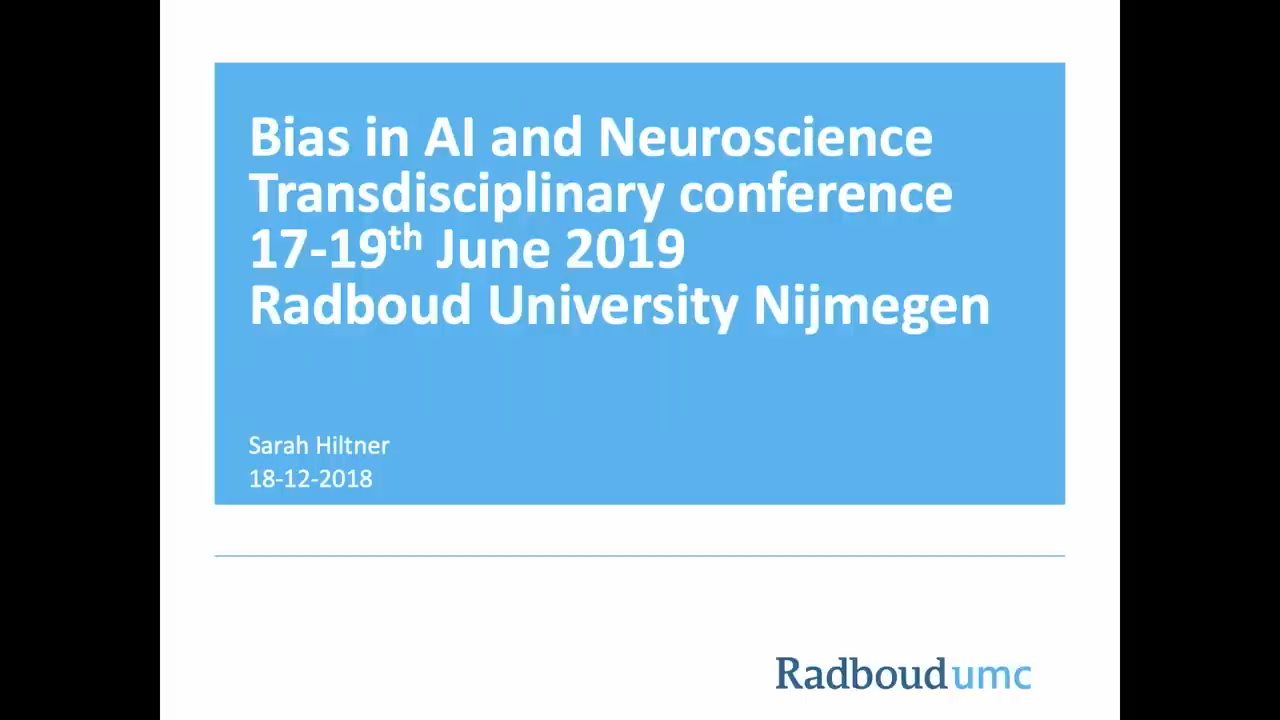 Bias in AI and Neuroscience
Transdisciplinary conference
17-19th June 2019
Radboud University Nijmegen
Sarah Hiltner
18-12-2018
Radboudumc